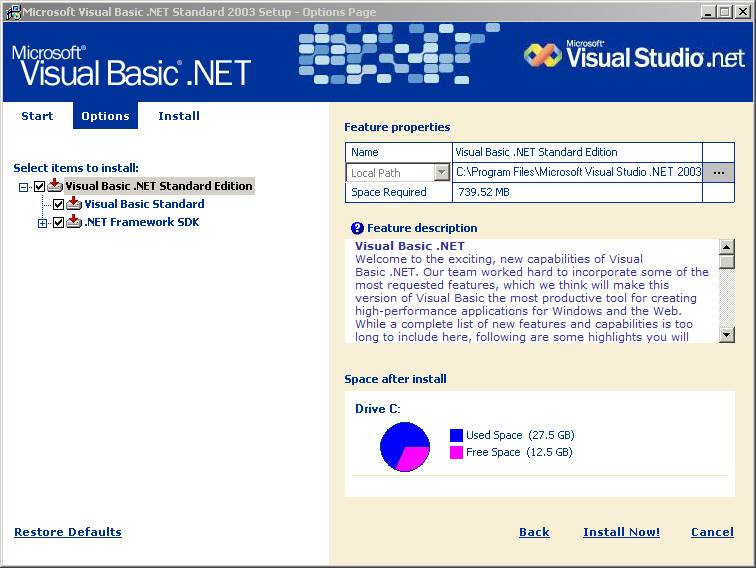 Microsoft Visual Basic .NET Standard 2003 Setup - Options Page
Microsoft®
Visual Basic®.NET
Microsoft®
Visual Studio.net
Start Options Install
Select items to install:
Visual Basic .NET Standard Edition
Visual Basic Standard
.NET Framework SDK
Restore Defaults
Feature properties
Name Visual Basic .NET Standard Edition
Local Path C:\Program Files\Microsoft Visual Studio .NET 2003 ...
Space Required 739.52 MB
? Feature description
Visual Basic .NET
Welcome to the exciting, new capabilities of Visual
Basic .NET. Our team worked hard to incorporate some of the
most requested features, which we think will make this
version of Visual Basic the most productive tool for creating
high-performance applications for Windows and the Web.
While a complete list of new features and capabilities is too
long to include here, following are some highlights you will
Space after install
Drive C:
Used Space (27.5 GB)
Free Space (12.5 GB)
Back Install Now! Cancel